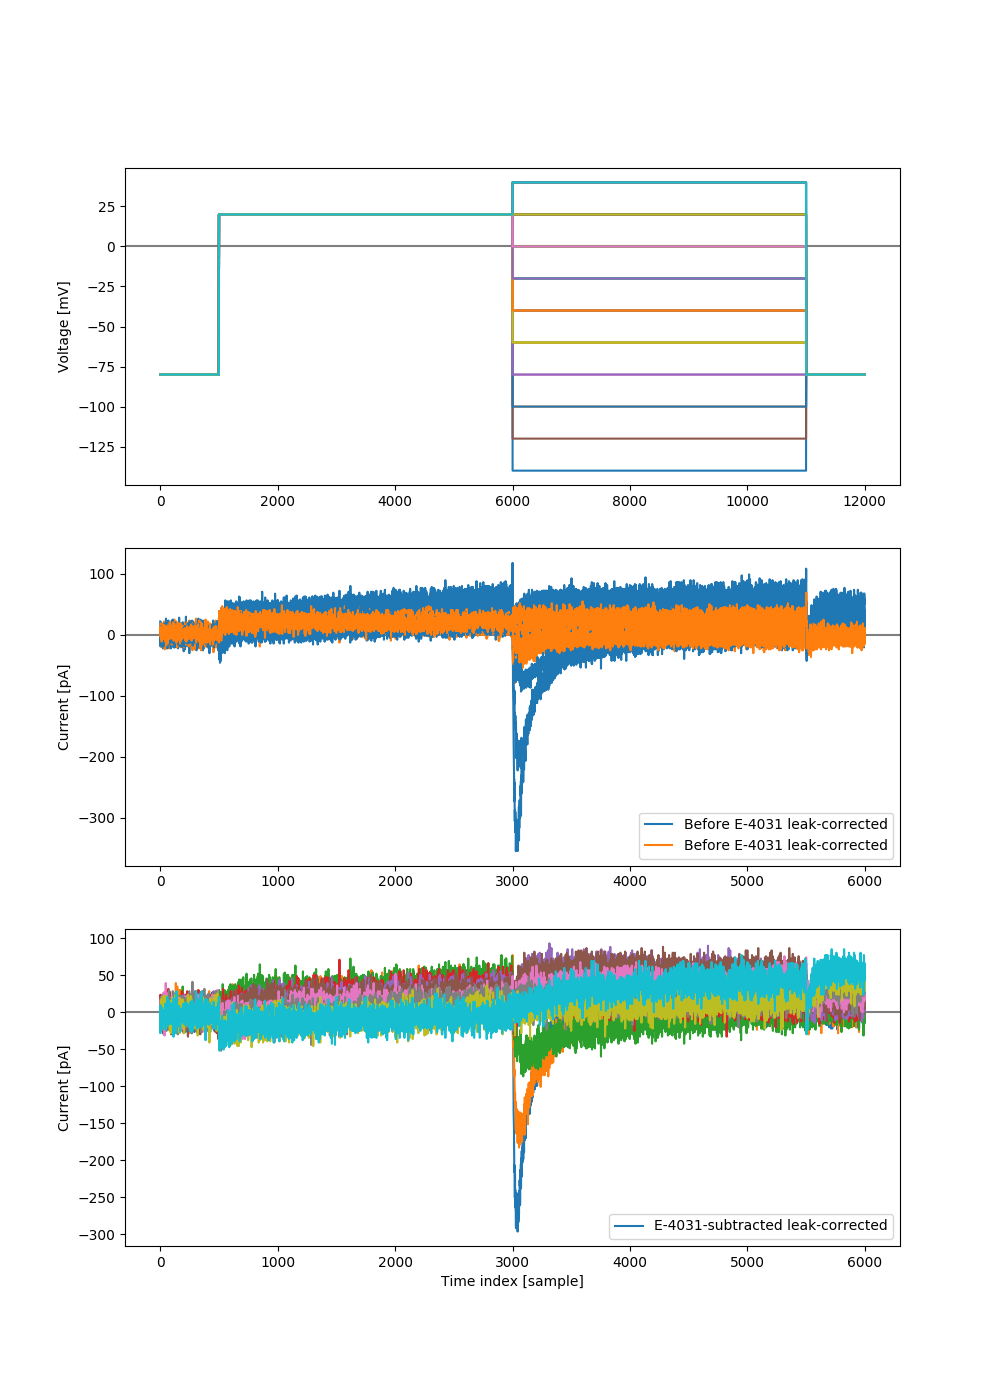 25
0
−25
−50
−75
−100
−125
Voltage [mV]
0 2000 4000 6000 8000 10000 12000
100
0
−100
−200
−300
Current [pA]
Before E-4031 leak-corrected
Before E-4031 leak-corrected
0 1000 2000 3000 4000 5000 6000
100
50
0
−50
−100
−150
−200
−250
−300
Current [pA]
E-4031-subtracted leak-corrected
0 1000 2000 3000 4000 5000 6000
Time index [sample]